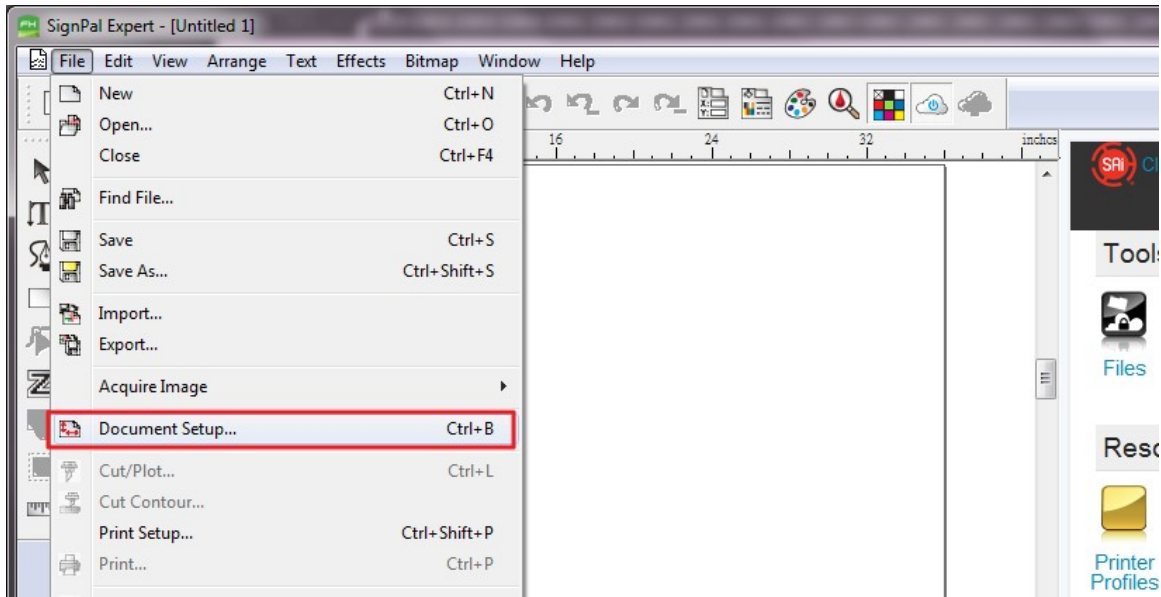 SignPal Expert - [Untitled 1]
File Edit View Arrange Text Effects Bitmap Window Help
New Ctrl+N
Open... Ctrl+O
Close Ctrl+F4
Find File...
Save Ctrl+S
Save As... Ctrl+Shift+S
Import...
Export...
Acquire Image
Document Setup... Ctrl+B
Cut/Plot... Ctrl+L
Cut Contour...
Print Setup... Ctrl+Shift+P
Print... Ctrl+P
16 24 32 inches
SAi Cl
Tools
Files
Reso
Printer
Profiles